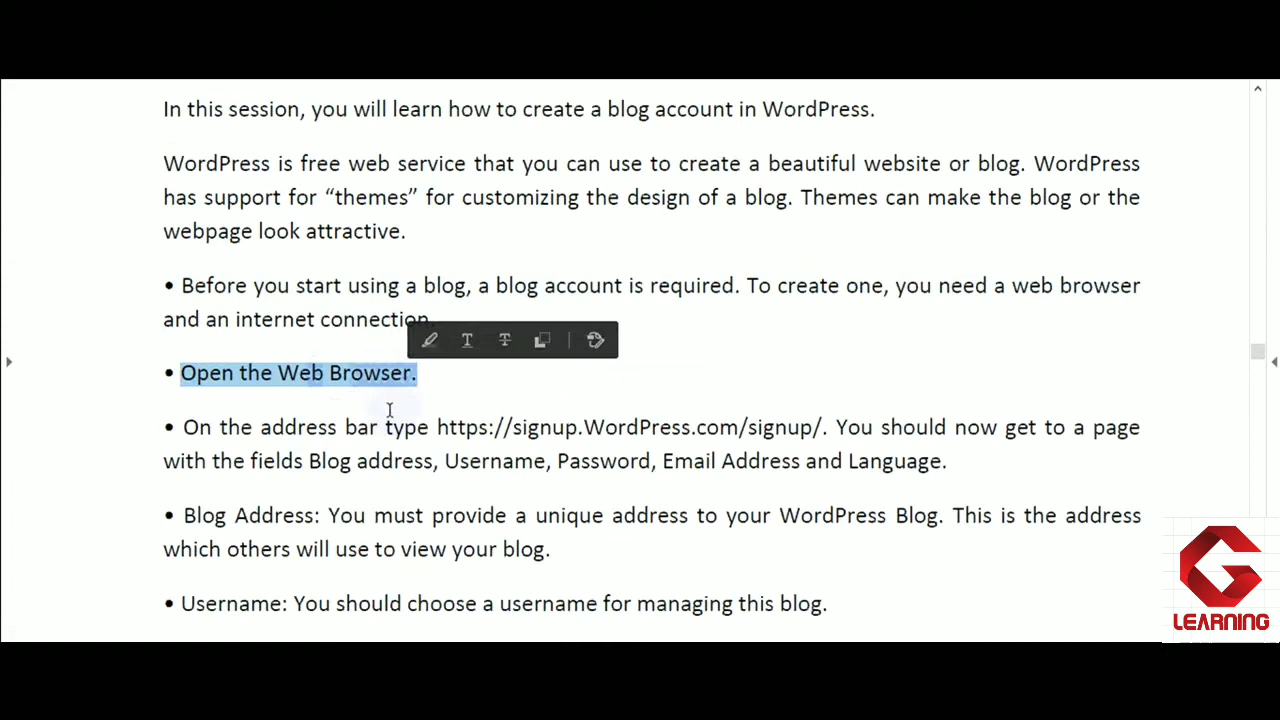 In this session, you will learn how to create a blog account in WordPress.
WordPress is free web service that you can use to create a beautiful website or blog. WordPress
has support for “themes” for customizing the design of a blog. Themes can make the blog or the
webpage look attractive.
• Before you start using a blog, a blog account is required. To create one, you need a web browser
and an internet connection.
• Open the Web Browser.
• On the address bar type https://signup.WordPress.com/signup/. You should now get to a page
with the fields Blog address, Username, Password, Email Address and Language.
• Blog Address: You must provide a unique address to your WordPress Blog. This is the address
which others will use to view your blog.
• Username: You should choose a username for managing this blog.
LEARNING